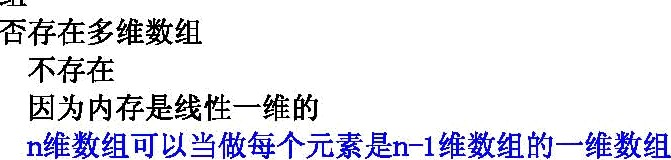 否存在多维数组
不存在
因为内存是线性一维的
n维数组可以当做每个元素是n-1维数组的一维数组